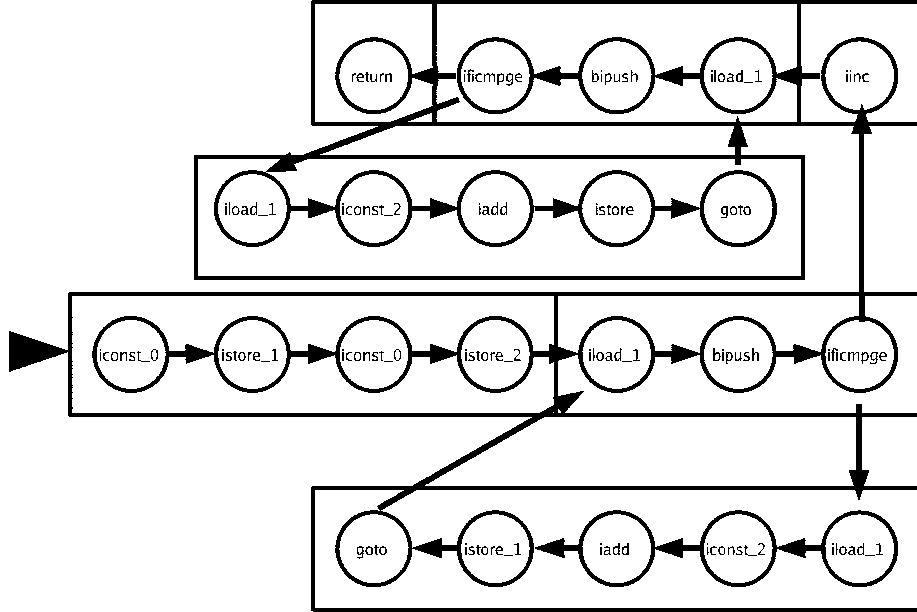 return ificmpge bipush iload_1 iinc
iload_1 iconst_2 iadd istore goto
iconst_0 istore_1 iconst_0 istore_2 iload_1 bipush ificmpge
goto istore_1 iadd iconst_2 iload_1